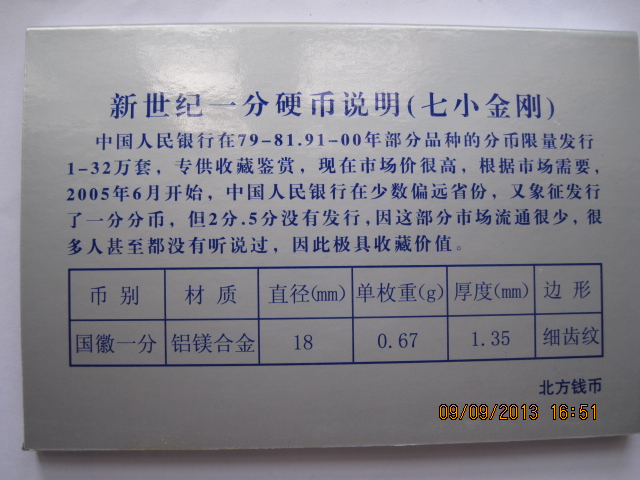 新世纪一分硬币说明(七小金刚)
中国人民银行在79-81.91-00年部分品种的分币限量发行
1-32万套，专供收藏鉴赏，现在市场价很高，根据市场需要，
2005年6月开始，中国人民银行在少数偏远省份，又象征发行
了一分分币，但2分.5分没有发行，因这部分市场流通很少，很
多人甚至都没有听说过，因此极具收藏价值。
币别 材质 直径(mm) 单枚重(g) 厚度(mm) 边形
国徽一分 铝镁合金 18 0.67 1.35 细齿纹
北方钱币
09/09/2013 16:51